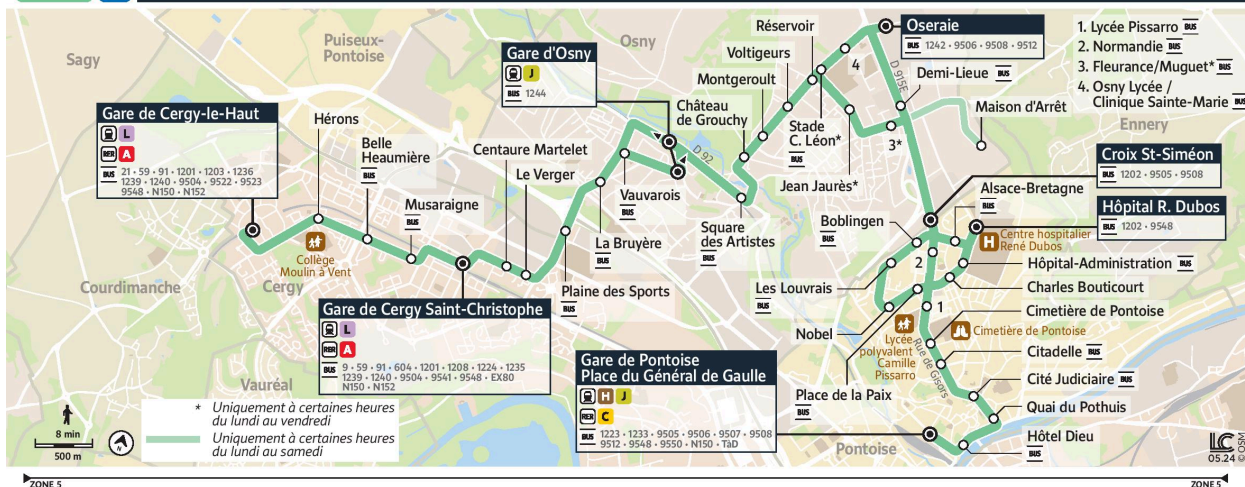 Sagy
Puiseux-
Pontoise
Osny
Réservoir
Voltigeurs
Montgeroult
Oseraie
BUS 1242 • 9506 • 9508 • 9512
1. Lycée Pissarro BUS
2. Normandie BUS
3. Fleurance/Muguet* BUS
4. Osny Lycée /
Clinique Sainte-Marie BUS
Gare d'Osny
J
BUS 1244
4
D 915E
Demi-Lieue BUS
Maison d'Arrêt
Ennery
Gare de Cergy-le-Haut
L
RER A
BUS 21 • 59 • 91 • 1201 • 1203 • 1236
1239 • 1240 • 9504 • 9522 • 9523
9548 • N150 • N152
Hérons
Belle
Heaumière
BUS
Musaraigne
BUS
Centaure Martelet
Le Verger
Château
de Grouchy
D 92
Stade
C. Léon*
BUS
3*
Jean Jaurès*
Croix St-Siméon
BUS 1202 • 9505 • 9508
Alsace-Bretagne
BUS
Vauvarois
BUS
Hôpital R. Dubos
BUS 1202 • 9548
Boblingen
BUS
H
Centre hospitalier
René Dubos
Square
des Artistes
BUS
La Bruyère
BUS
Collège
Moulin à Vent
Cergy
Courdimanche
2
Hôpital-Administration BUS
Les Louvrais
BUS
Charles Bouticourt
Plaine des Sports
BUS
Gare de Cergy Saint-Christophe
L
RER A
BUS 9 • 59 • 91 • 604 • 1201 • 1208 • 1224 • 1235
1239 • 1240 • 9504 • 9541 • 9548 • EX80
N150 • N152
1
Cimetière de Pontoise
Nobel
Cimetière de Pontoise
Lycée
polyvalent
Camille
Pissarro
Rue de Gisors
Citadelle BUS
Gare de Pontoise
Place du Général de Gaulle
H J
RER C
BUS 1223 • 1233 • 9505 • 9506 • 9507 • 9508
9512 • 9548 • 9550 • N150 • TàD
Place de la Paix
BUS
Cité Judiciaire BUS
Vauréal
Quai du Pothuis
Pontoise
Hôtel Dieu
BUS
8 min
500 m
* Uniquement à certaines heures
du lundi au vendredi
Uniquement à certaines heures
du lundi au samedi
LC
05.24 © OSM
ZONE 5
ZONE 5